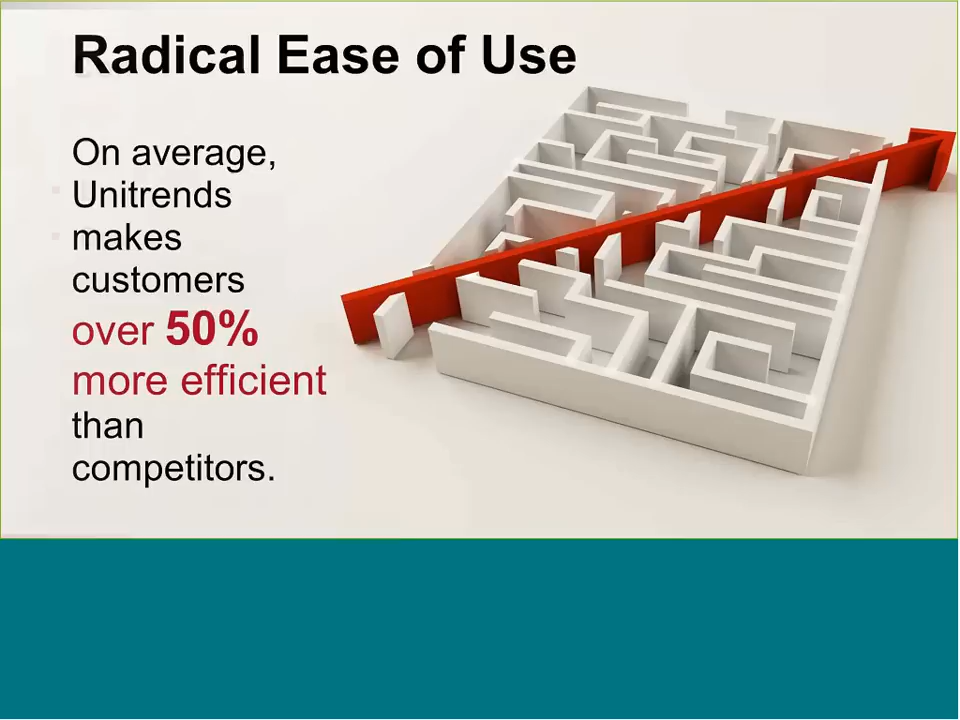 Radical Ease of Use
On average,
Unitrends
makes
customers
over 50%
more efficient
than
competitors.